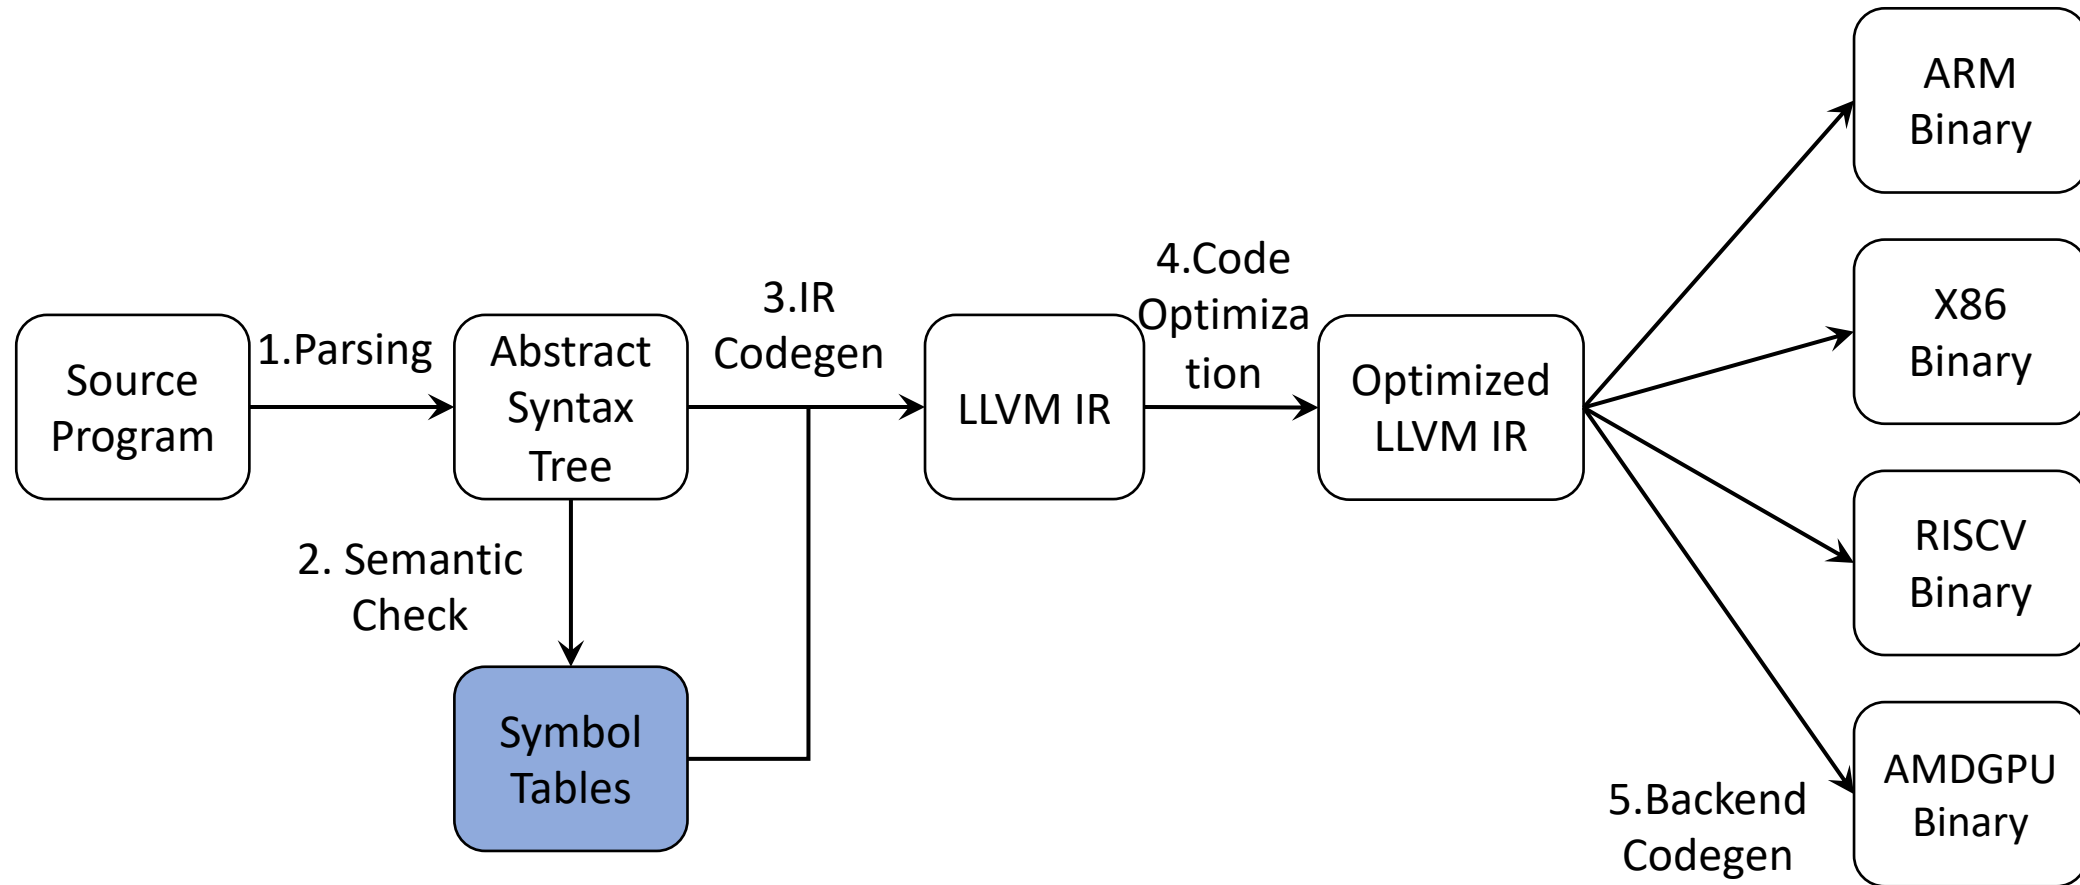 Source
Program
1.Parsing
Abstract
Syntax
Tree
2. Semantic
Check
Symbol
Tables
3.IR
Codegen
LLVM IR
4.Code
Optimiza
tion
Optimized
LLVM IR
5.Backend
Codegen
ARM
Binary
X86
Binary
RISCV
Binary
AMDGPU
Binary